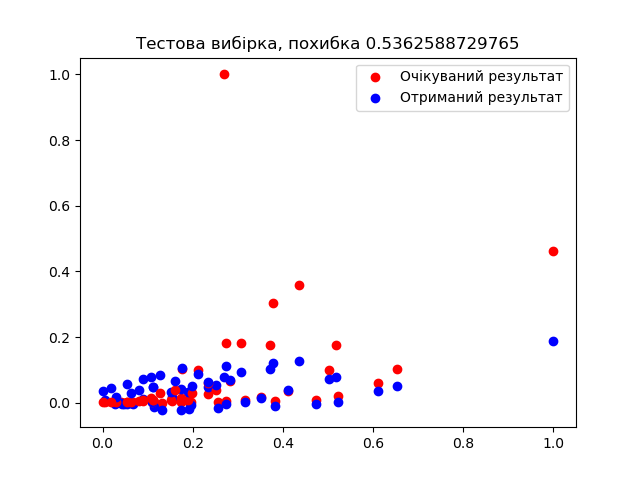 Тестова вибірка, похибка 0.5362588729765
Очікуваний результат
Отриманий результат
1.0
0.8
0.6
0.4
0.2
0.0
0.0 0.2 0.4 0.6 0.8 1.0